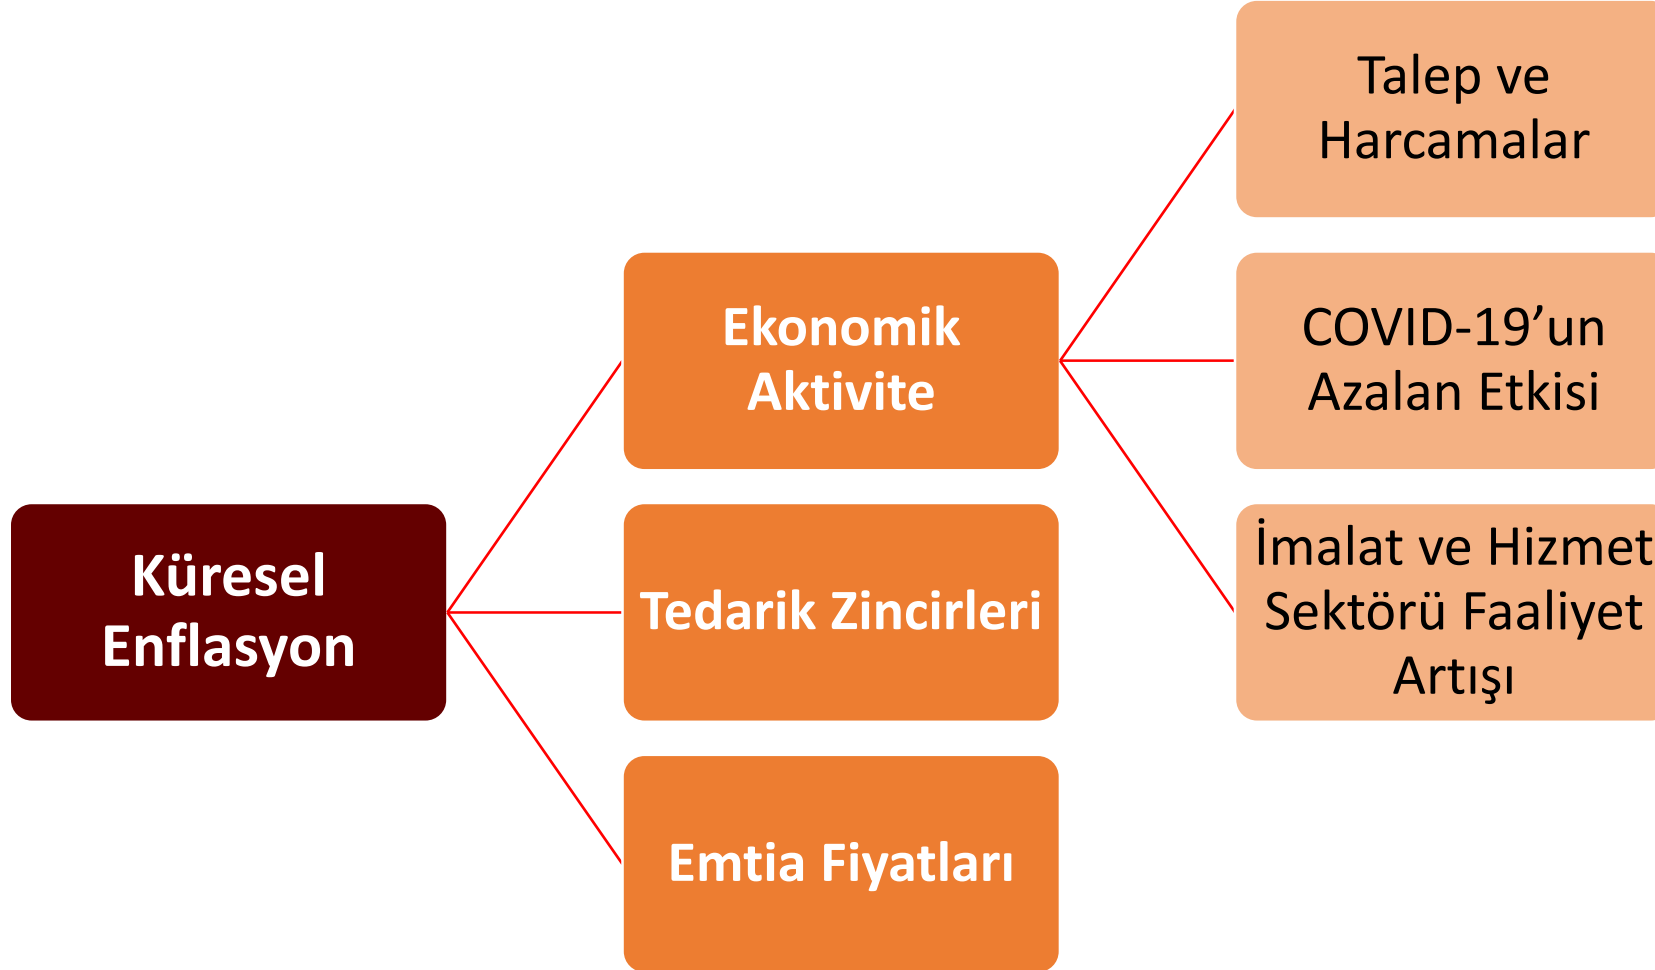 Küresel
Enflasyon
Ekonomik
Aktivite
Tedarik Zincirleri
Emtia Fiyatları
Talep ve
Harcamalar
COVID-19’un
Azalan Etkisi
İmalat ve Hizmet
Sektörü Faaliyet
Artışı